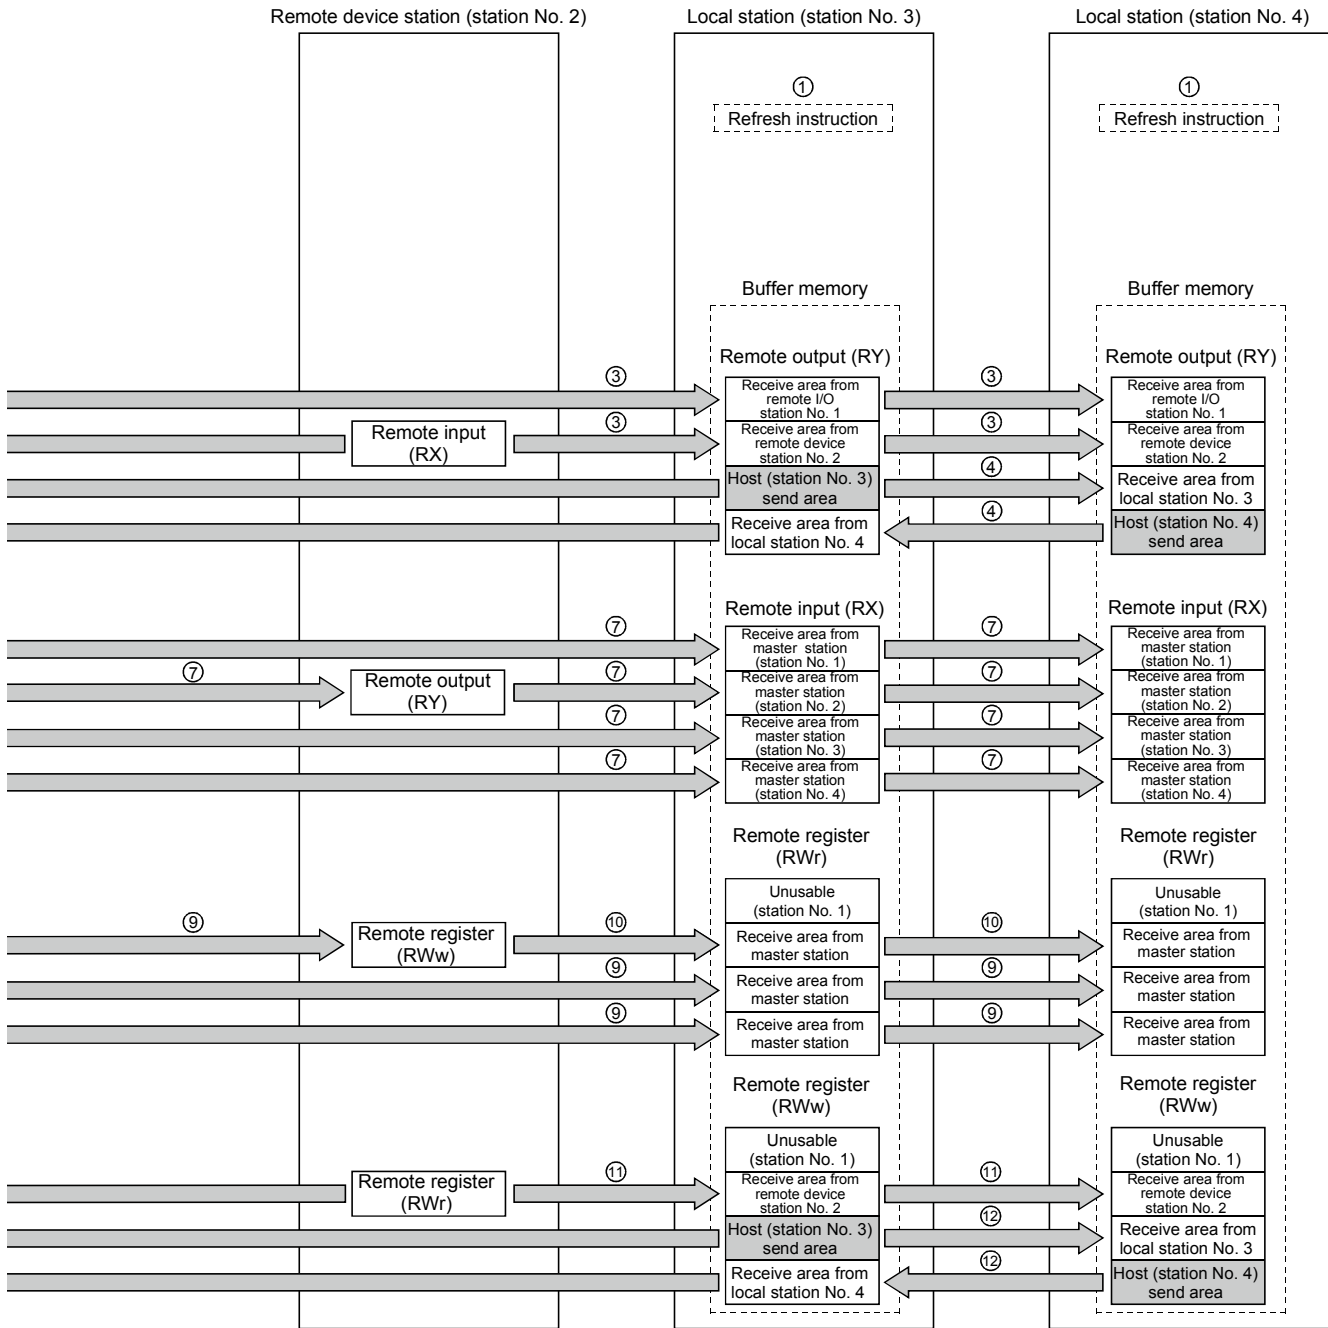 Remote device station (station No. 2)
Local station (station No. 3)
Local station (station No. 4)
①
①
Refresh instruction
Refresh instruction
Buffer memory
Buffer memory
Remote output (RY)
Remote output (RY)
③
Receive area from
remote I/O
station No. 1
③
Receive area from
remote I/O
station No. 1
Remote input
(RX)
③
Receive area from
remote device
station No. 2
③
Receive area from
remote device
station No. 2
Host (station No. 3)
send area
④
Receive area from
local station No. 3
Receive area from
local station No. 4
④
Host (station No. 4)
send area
Remote input (RX)
Remote input (RX)
⑦
Receive area from
master station
(station No. 1)
⑦
Receive area from
master station
(station No. 1)
⑦
Remote output
(RY)
⑦
Receive area from
master station
(station No. 2)
⑦
Receive area from
master station
(station No. 2)
⑦
Receive area from
master station
(station No. 3)
⑦
Receive area from
master station
(station No. 3)
⑦
Receive area from
master station
(station No. 4)
⑦
Receive area from
master station
(station No. 4)
Remote register
(RWr)
Remote register
(RWr)
Unusable
(station No. 1)
Unusable
(station No. 1)
⑨
Remote register
(RWw)
⑩
Receive area from
master station
⑩
Receive area from
master station
⑨
Receive area from
master station
⑨
Receive area from
master station
⑨
Receive area from
master station
⑨
Receive area from
master station
Remote register
(RWw)
Remote register
(RWw)
Unusable
(station No. 1)
Unusable
(station No. 1)
Remote register
(RWr)
⑪
Receive area from
remote device
station No. 2
⑪
Receive area from
remote device
station No. 2
Host (station No. 3)
send area
⑫
Receive area from
local station No. 3
Receive area from
local station No. 4
⑫
Host (station No. 4)
send area